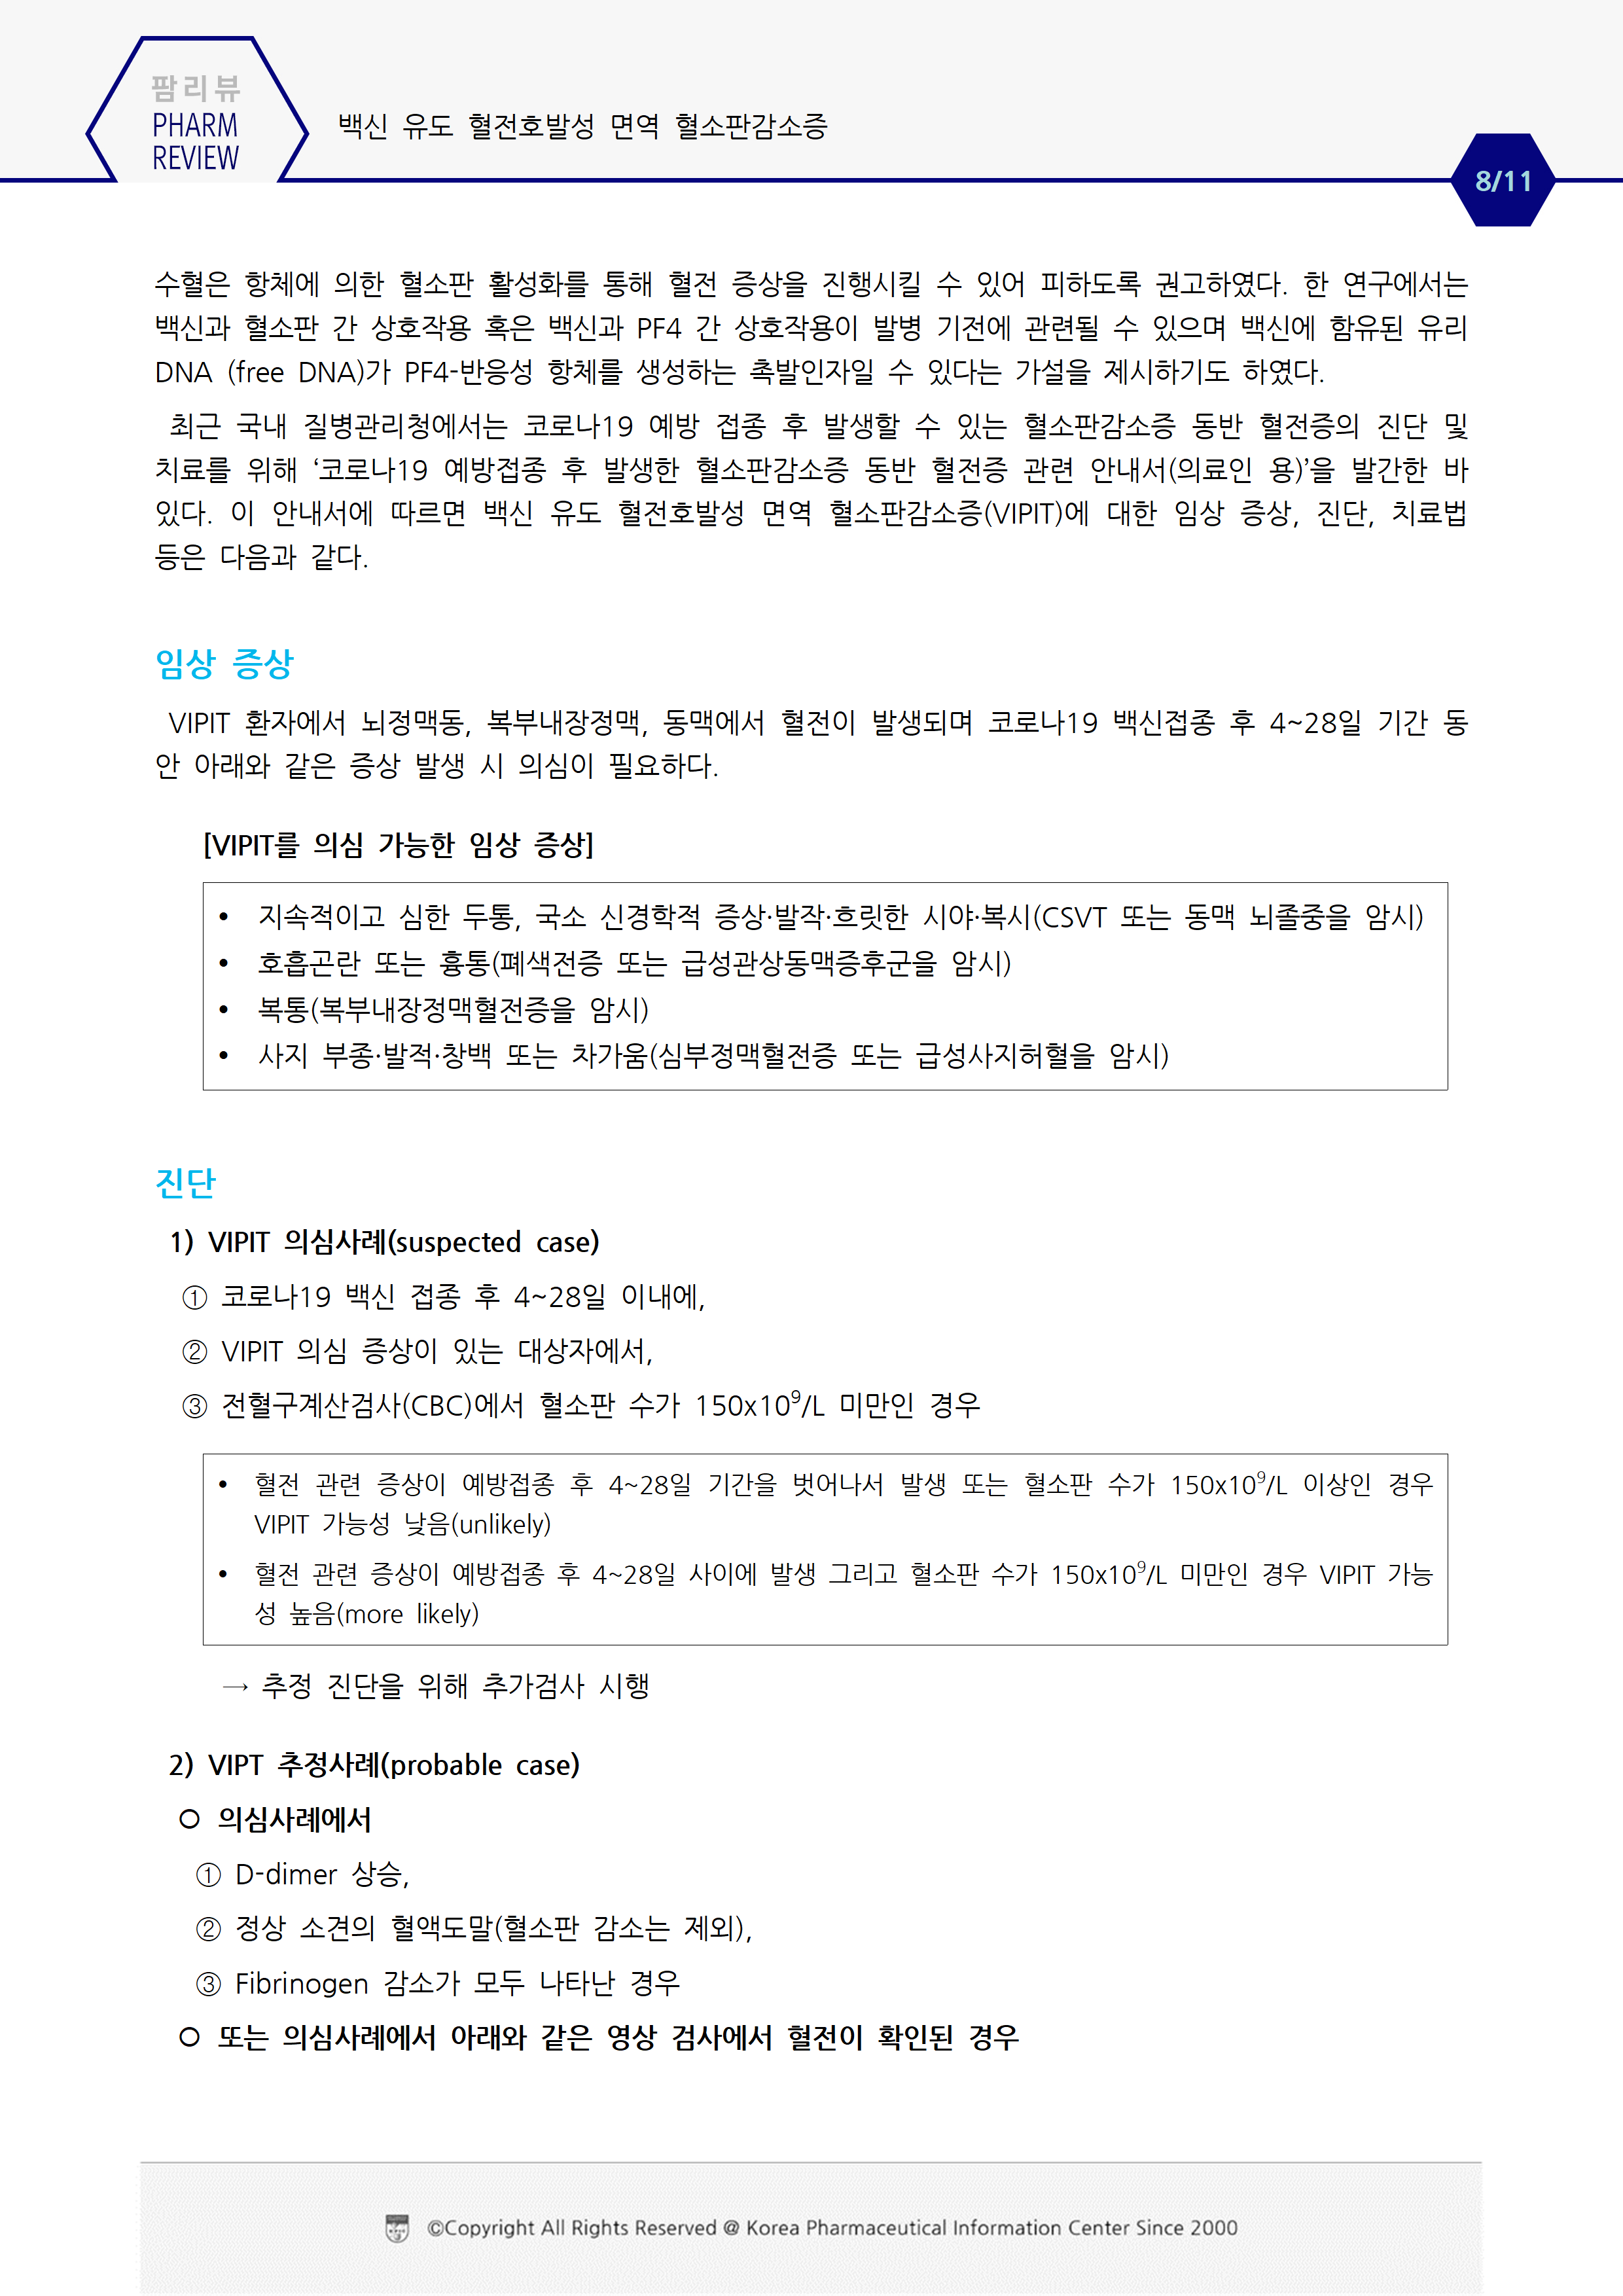 팜리뷰
PHARM
REVIEW
백신 유도 혈전호발성 면역 혈소판감소증
8/11
수혈은 항체에 의한 혈소판 활성화를 통해 혈전 증상을 진행시킬 수 있어 피하도록 권고하였다. 한 연구에서는
백신과 혈소판 간 상호작용 혹은 백신과 PF4 간 상호작용이 발병 기전에 관련될 수 있으며 백신에 함유된 유리
DNA (free DNA)가 PF4-반응성 항체를 생성하는 촉발인자일 수 있다는 가설을 제시하기도 하였다.
최근 국내 질병관리청에서는 코로나19 예방 접종 후 발생할 수 있는 혈소판감소증 동반 혈전증의 진단 및
치료를 위해 ‘코로나19 예방접종 후 발생한 혈소판감소증 동반 혈전증 관련 안내서(의료인 용)’을 발간한 바
있다. 이 안내서에 따르면 백신 유도 혈전호발성 면역 혈소판감소증(VIPIT)에 대한 임상 증상, 진단, 치료법
등은 다음과 같다.
임상 증상
VIPIT 환자에서 뇌정맥동, 복부내장정맥, 동맥에서 혈전이 발생되며 코로나19 백신접종 후 4~28일 기간 동
안 아래와 같은 증상 발생 시 의심이 필요하다.
[VIPIT를 의심 가능한 임상 증상]
• 지속적이고 심한 두통, 국소 신경학적 증상·발작·흐릿한 시야·복시(CSVT 또는 동맥 뇌졸중을 암시)
• 호흡곤란 또는 흉통(폐색전증 또는 급성관상동맥증후군을 암시)
• 복통(복부내장정맥혈전증을 암시)
• 사지 부종·발적·창백 또는 차가움(심부정맥혈전증 또는 급성사지허혈을 암시)
진단
1) VIPIT 의심사례(suspected case)
① 코로나19 백신 접종 후 4~28일 이내에,
② VIPIT 의심 증상이 있는 대상자에서,
③ 전혈구계산검사(CBC)에서 혈소판 수가 150x10⁹/L 미만인 경우
• 혈전 관련 증상이 예방접종 후 4~28일 기간을 벗어나서 발생 또는 혈소판 수가 150x10⁹/L 이상인 경우
VIPIT 가능성 낮음(unlikely)
• 혈전 관련 증상이 예방접종 후 4~28일 사이에 발생 그리고 혈소판 수가 150x10⁹/L 미만인 경우 VIPIT 가능
성 높음(more likely)
→ 추정 진단을 위해 추가검사 시행
2) VIPT 추정사례(probable case)
○ 의심사례에서
① D-dimer 상승,
② 정상 소견의 혈액도말(혈소판 감소는 제외),
③ Fibrinogen 감소가 모두 나타난 경우
○ 또는 의심사례에서 아래와 같은 영상 검사에서 혈전이 확인된 경우
©Copyright All Rights Reserved @ Korea Pharmaceutical Information Center Since 2000